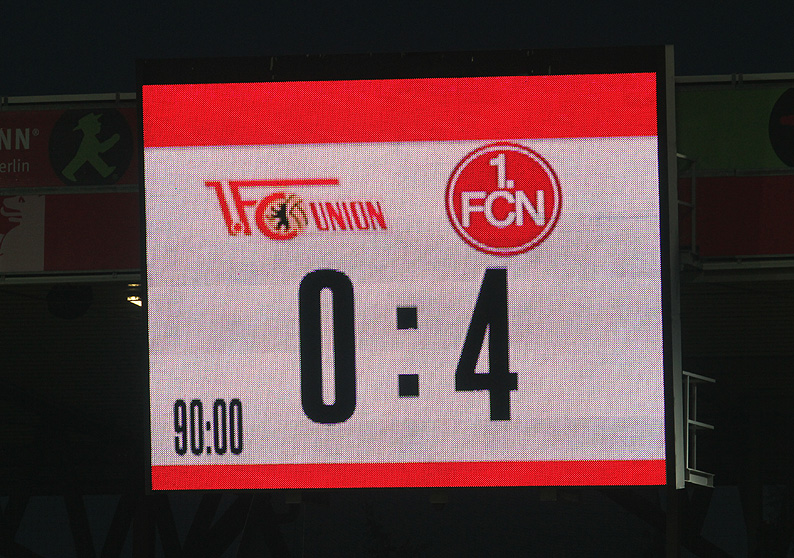 NN®
erlin
1.FC UNION
1.
FCN
0:4
90:00